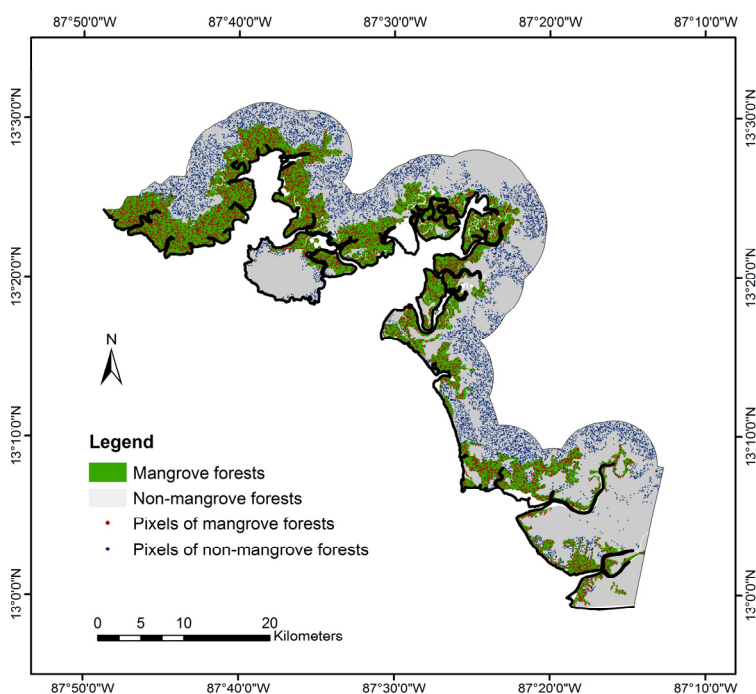 87°50'0"W 87°40'0"W 87°30'0"W 87°20'0"W 87°10'0"W
13°30'0"N 13°30'0"N
13°20'0"N 13°20'0"N
N
13°10'0"N 13°10'0"N
Legend
Mangrove forests
Non-mangrove forests
Pixels of mangrove forests
Pixels of non-mangrove forests
13°0'0"N 13°0'0"N
0 5 10 20
Kilometers
87°50'0"W 87°40'0"W 87°30'0"W 87°20'0"W 87°10'0"W